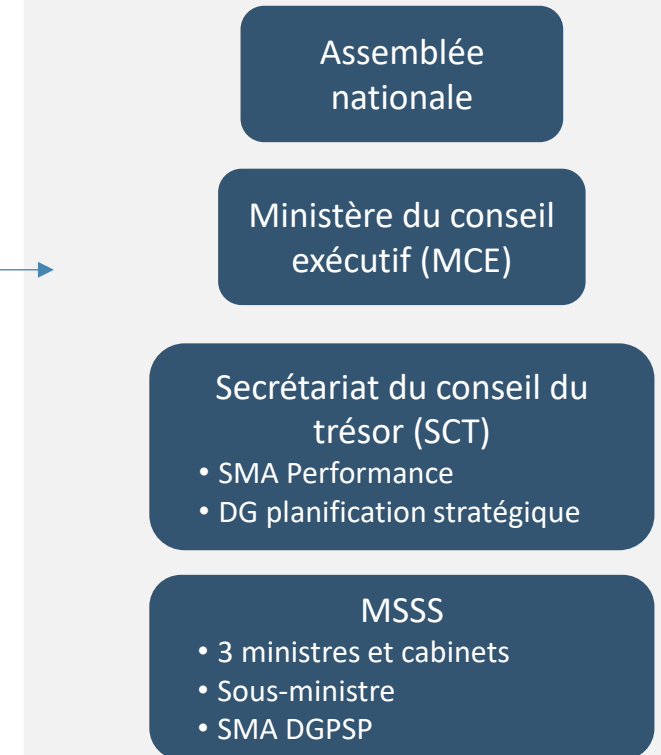 Assemblée
nationale
Ministère du conseil
exécutif (MCE)
Secrétariat du conseil du
trésor (SCT)
• SMA Performance
• DG planification stratégique
MSSS
• 3 ministres et cabinets
• Sous-ministre
• SMA DGPSP